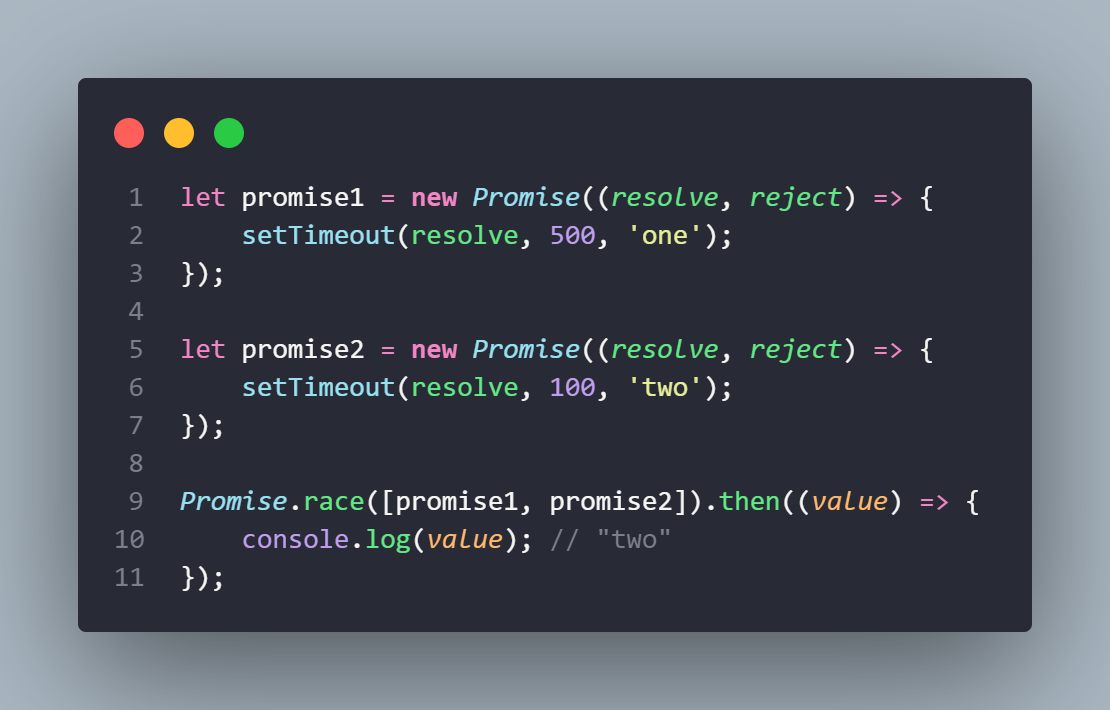 1 let promise1 = new Promise((resolve, reject) => {
2     setTimeout(resolve, 500, 'one');
3 });
4
5 let promise2 = new Promise((resolve, reject) => {
6     setTimeout(resolve, 100, 'two');
7 });
8
9 Promise.race([promise1, promise2]).then((value) => {
10     console.log(value); // "two"
11 });